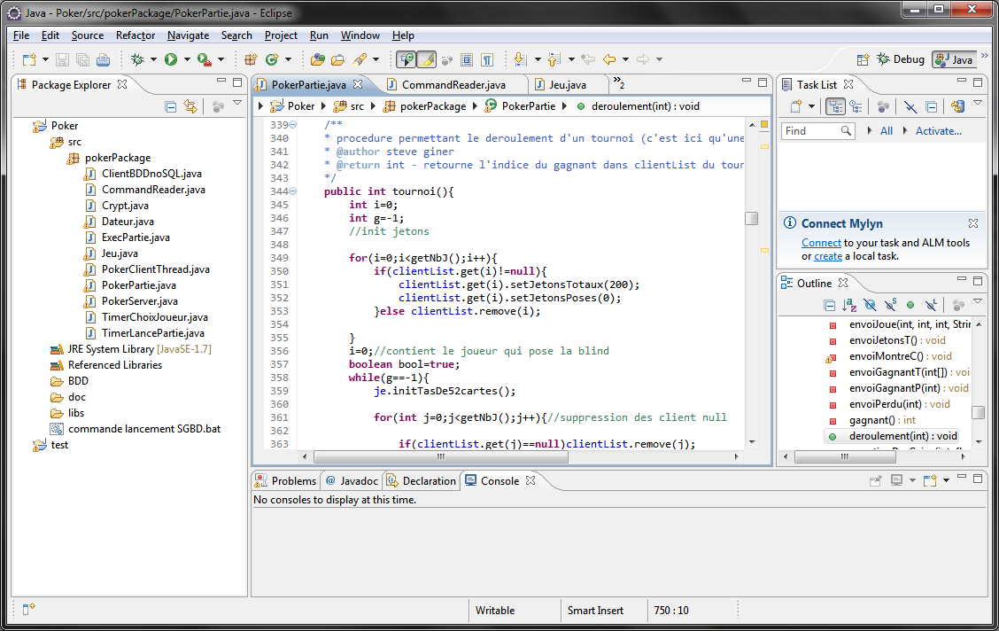 Java - Poker/src/pokerPackage/PokerPartie.java - Eclipse
File Edit Source Refactor Navigate Search Project Run Window Help
Debug Java »
Package Explorer
Poker
src
pokerPackage
ClientBDDnoSQL.java
CommandReader.java
Crypt.java
Dateur.java
ExecPartie.java
Jeu.java
PokerClientThread.java
PokerPartie.java
PokerServer.java
TimerChoixJoueur.java
TimerLancePartie.java
JRE System Library [JavaSE-1.7]
Referenced Libraries
BDD
doc
libs
commande lancement SGBD.bat
test
PokerPartie.java CommandReader.java Jeu.java »2
Poker src pokerPackage PokerPartie deroulement(int) : void
339 /**
340 * procedure permettant le deroulement d'un tournoi (c'est ici qu'une
341 * @author steve giner
342 * @return int - retourne l'indice du gagnant dans clientList du tour
343 */
344 public int tournoi(){
345 int i=0;
346 int g=-1;
347 //init jetons
348
349 for(i=0;i<getNbJ();i++){
350 if(clientList.get(i)!=null){
351 clientList.get(i).setJetonsTotaux(200);
352 clientList.get(i).setJetonsPoses(0);
353 }else clientList.remove(i);
354
355 }
356 i=0;//contient le joueur qui pose la blind
357 boolean bool=true;
358 while(g==-1){
359 je.initTasDe52cartes();
360
361 for(int j=0;j<getNbJ();j++){//suppression des client null
362
363 if(clientList.get(j)==null)clientList.remove(j);
Task List
Find All Activate...
Connect Mylyn
Connect to your task and ALM tools
or create a local task.
Outline
envoiJoue(int, int, int, Strin
envoiJetonsT() : void
envoiMontreC() : void
envoiGagnantT(int[]) : voi
envoiGagnantP(int) : void
envoiPerdu(int) : void
gagnant() : int
deroulement(int) : void
Problems @ Javadoc Declaration Console
No consoles to display at this time.
Writable Smart Insert 750 : 10